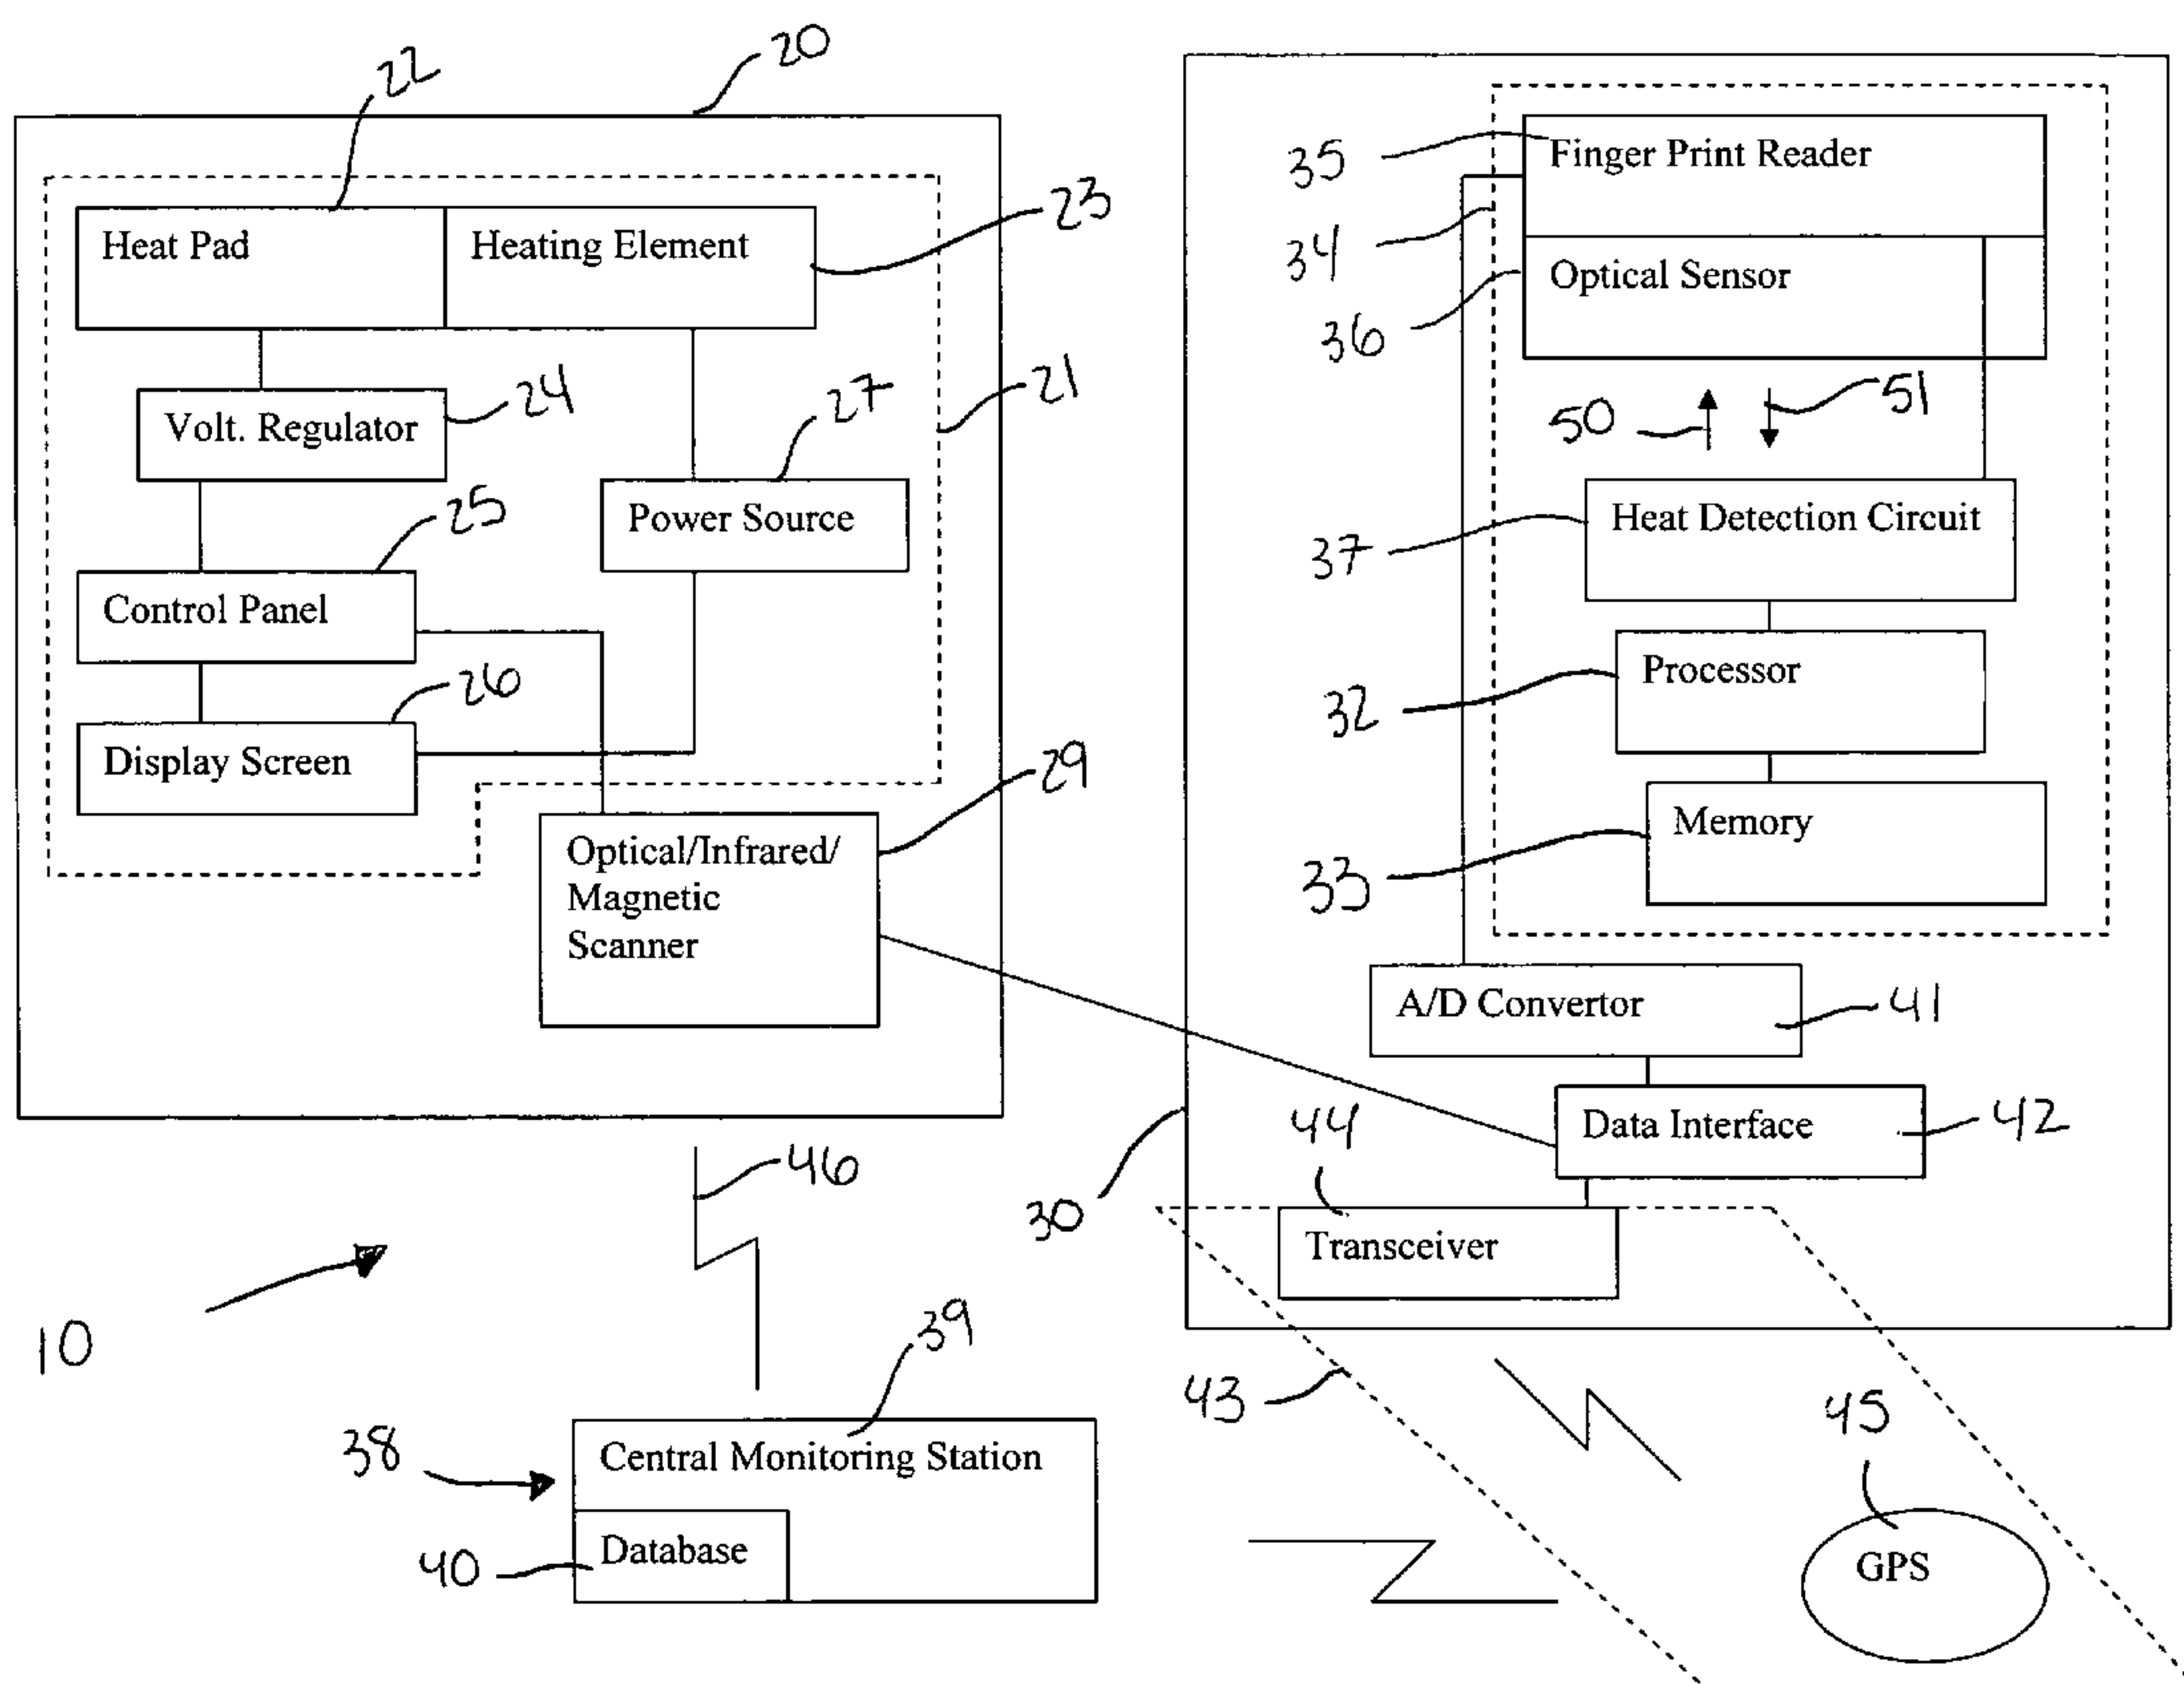 20
22
Heat Pad
Heating Element
23
Volt. Regulator
24
27
21
25
Power Source
Control Panel
26
Display Screen
29
Optical/Infrared/
Magnetic
Scanner
35
Finger Print Reader
34
Optical Sensor
36
50
51
Heat Detection Circuit
37
Processor
32
Memory
33
A/D Convertor
41
44
Data Interface
42
30
Transceiver
46
10
39
43
45
38
Central Monitoring Station
40
Database
GPS